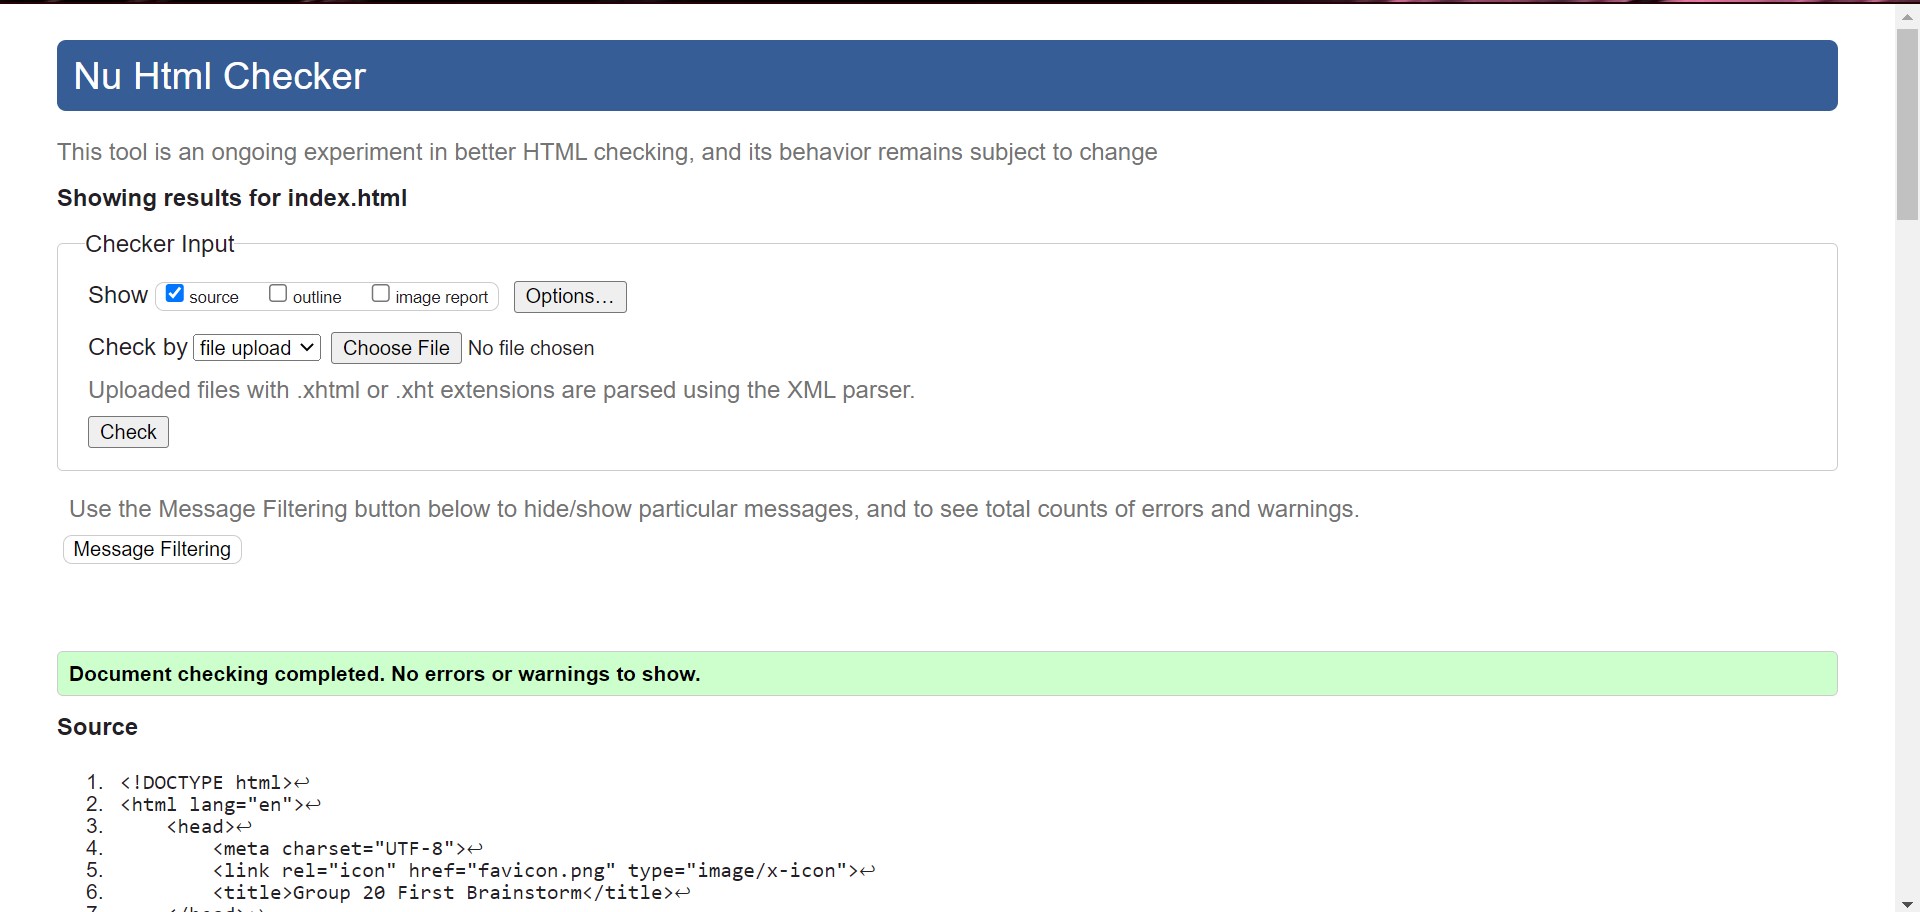 Nu Html Checker
This tool is an ongoing experiment in better HTML checking, and its behavior remains subject to change
Showing results for index.html
Checker Input
Show source outline image report Options...
Check by file upload Choose File No file chosen
Uploaded files with .xhtml or .xht extensions are parsed using the XML parser.
Check
Use the Message Filtering button below to hide/show particular messages, and to see total counts of errors and warnings.
Message Filtering
Document checking completed. No errors or warnings to show.
Source
1. <!DOCTYPE html>↩
2. <html lang="en">↩
3. <head>↩
4. <meta charset="UTF-8">↩
5. <link rel="icon" href="favicon.png" type="image/x-icon">↩
6. <title>Group 20 First Brainstorm</title>↩